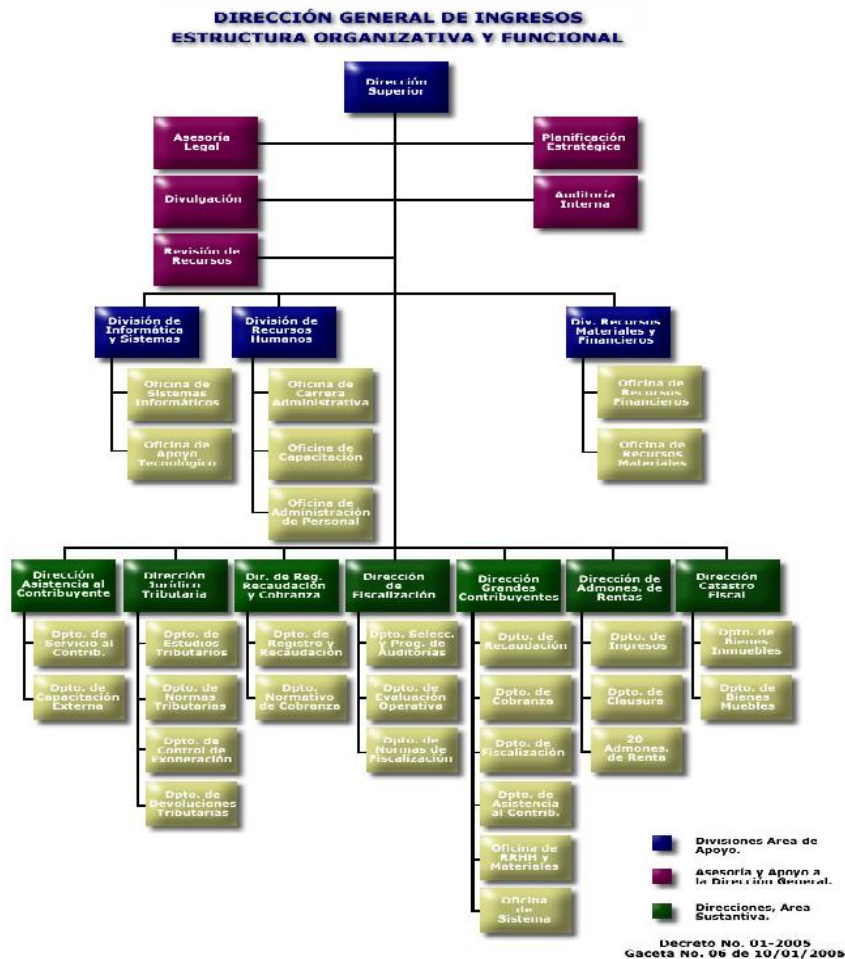 DIRECCIÓN GENERAL DE INGRESOS
ESTRUCTURA ORGANIZATIVA Y FUNCIONAL
Dirección
Superior
Asesoría
Legal
Planificación
Estratégica
Divulgación
Auditoría
Interna
Revisión de
Recursos
División de
Informática
y Sistemas
División de
Recursos
Humanos
Div. Recursos
Materiales y
Financieros
Oficina de
Sistemas
Informáticos
Oficina de
Carrera
Administrativa
Oficina de
Recursos
Financieros
Oficina de
Apoyo
Tecnológico
Oficina de
Capacitación
Oficina de
Recursos
Materiales
Oficina de
Administración
de Personal
Dirección
Asistencia al
Contribuyente
Dirección
Jurídico
Tributaria
Dir. de Reg.
Recaudación
y Cobranza
Dirección
de
Fiscalización
Dirección
Grandes
Contribuyentes
Dirección de
Admones. de
Rentas
Dirección
Catastro
Fiscal
Dpto. de
Servicio al
Contrib.
Dpto. de
Estudios
Tributarios
Dpto. de
Registro y
Recaudación
Dpto. Selecc.
y Prog. de
Auditorías
Dpto. de
Recaudación
Dpto. de
Ingresos
Dpto. de
Bienes
Inmuebles
Dpto. de
Capacitación
Externa
Dpto. de
Normas
Tributarias
Dpto.
Normativo
de Cobranza
Dpto. de
Evaluación
Operativa
Dpto. de
Cobranza
Dpto. de
Clausura
Dpto. de
Bienes
Muebles
Dpto. de
Control de
Exoneración
Dpto. de
Normas de
Fiscalización
Dpto. de
Fiscalización
20
Admones.
de Renta
Dpto. de
Devoluciones
Tributarias
Dpto. de
Asistencia
al Contrib.
Oficina de
RRHH y
Materiales
Oficina
de
Sistema
Divisiones Area de
Apoyo.
Asesoría y Apoyo a
la Dirección General.
Direcciones, Area
Sustantiva.
Decreto No. 01-2005
Gaceta No. 06 de 10/01/2005